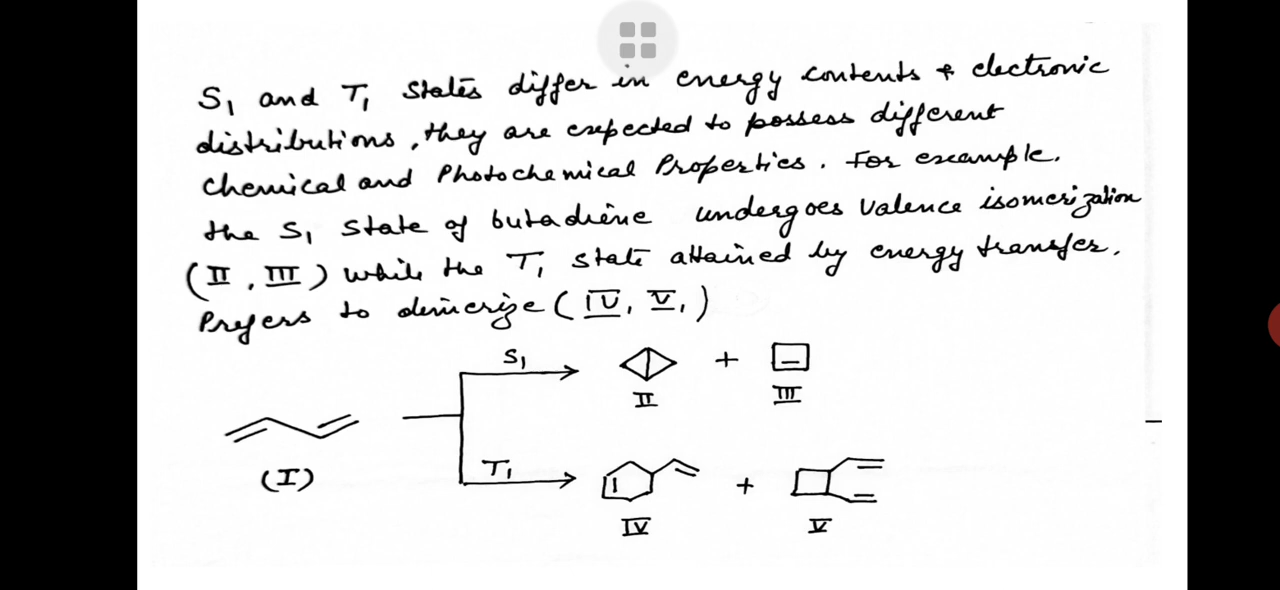 S₁ and T₁ states differ in energy contents & electronic
distributions, they are expected to possess different
chemical and Photochemical Properties. For example.
the S₁ state of butadiene undergoes valence isomerization
(II, III) while the T₁ state attained by energy transfer.
Prefers to dimerize (IV, V,)
S₁
+
II
III
(I)
T₁
+
IV
V